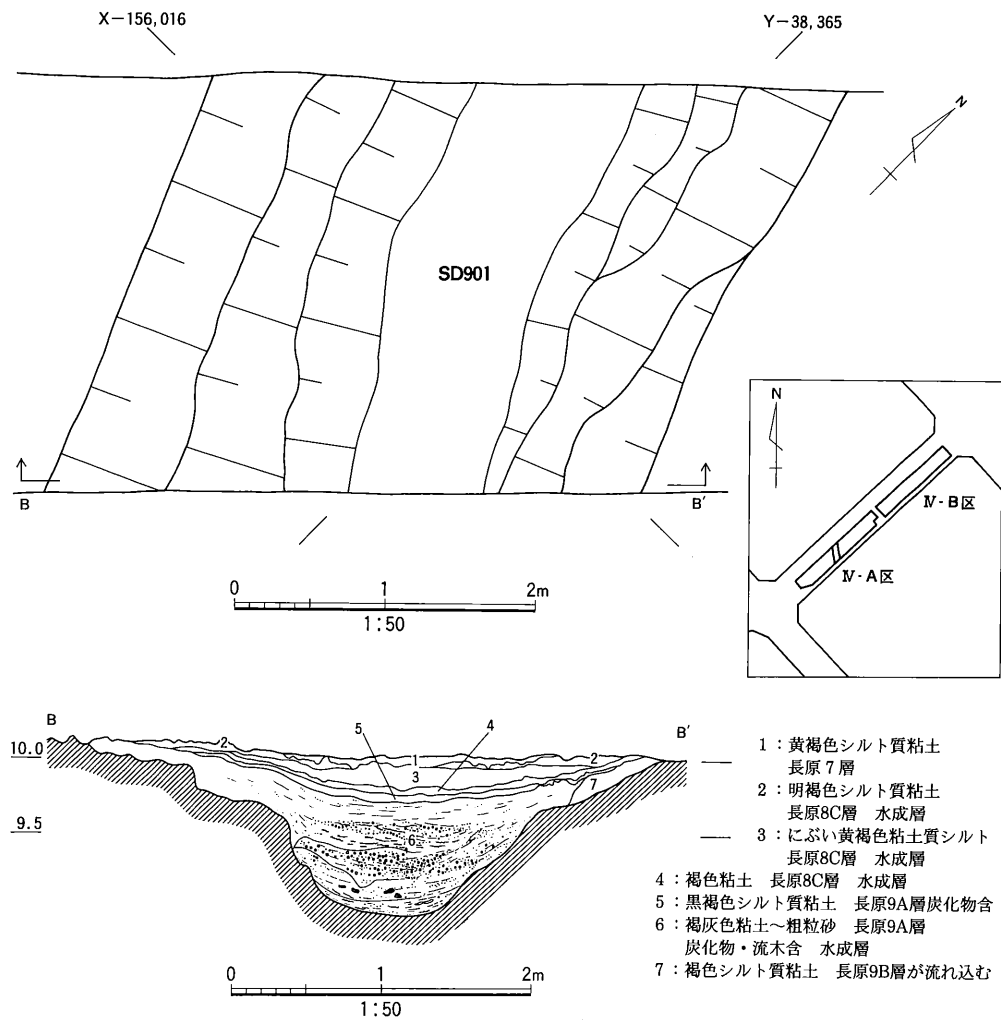 X−156,016
Y−38,365
N
SD901
B
B'
0 1 2m
1:50
N
Ⅳ-B区
Ⅳ-A区
B
B'
10.0
9.5
5
4
2
1
2
3
7
6
0 1 2m
1:50
1：黄褐色シルト質粘土
長原7層
2：明褐色シルト質粘土
長原8C層 水成層
3：にぶい黄褐色粘土質シルト
長原8C層 水成層
4：褐色粘土 長原8C層 水成層
5：黒褐色シルト質粘土 長原9A層炭化物含
6：褐灰色粘土〜粗粒砂 長原9A層
炭化物・流木含 水成層
7：褐色シルト質粘土 長原9B層が流れ込む